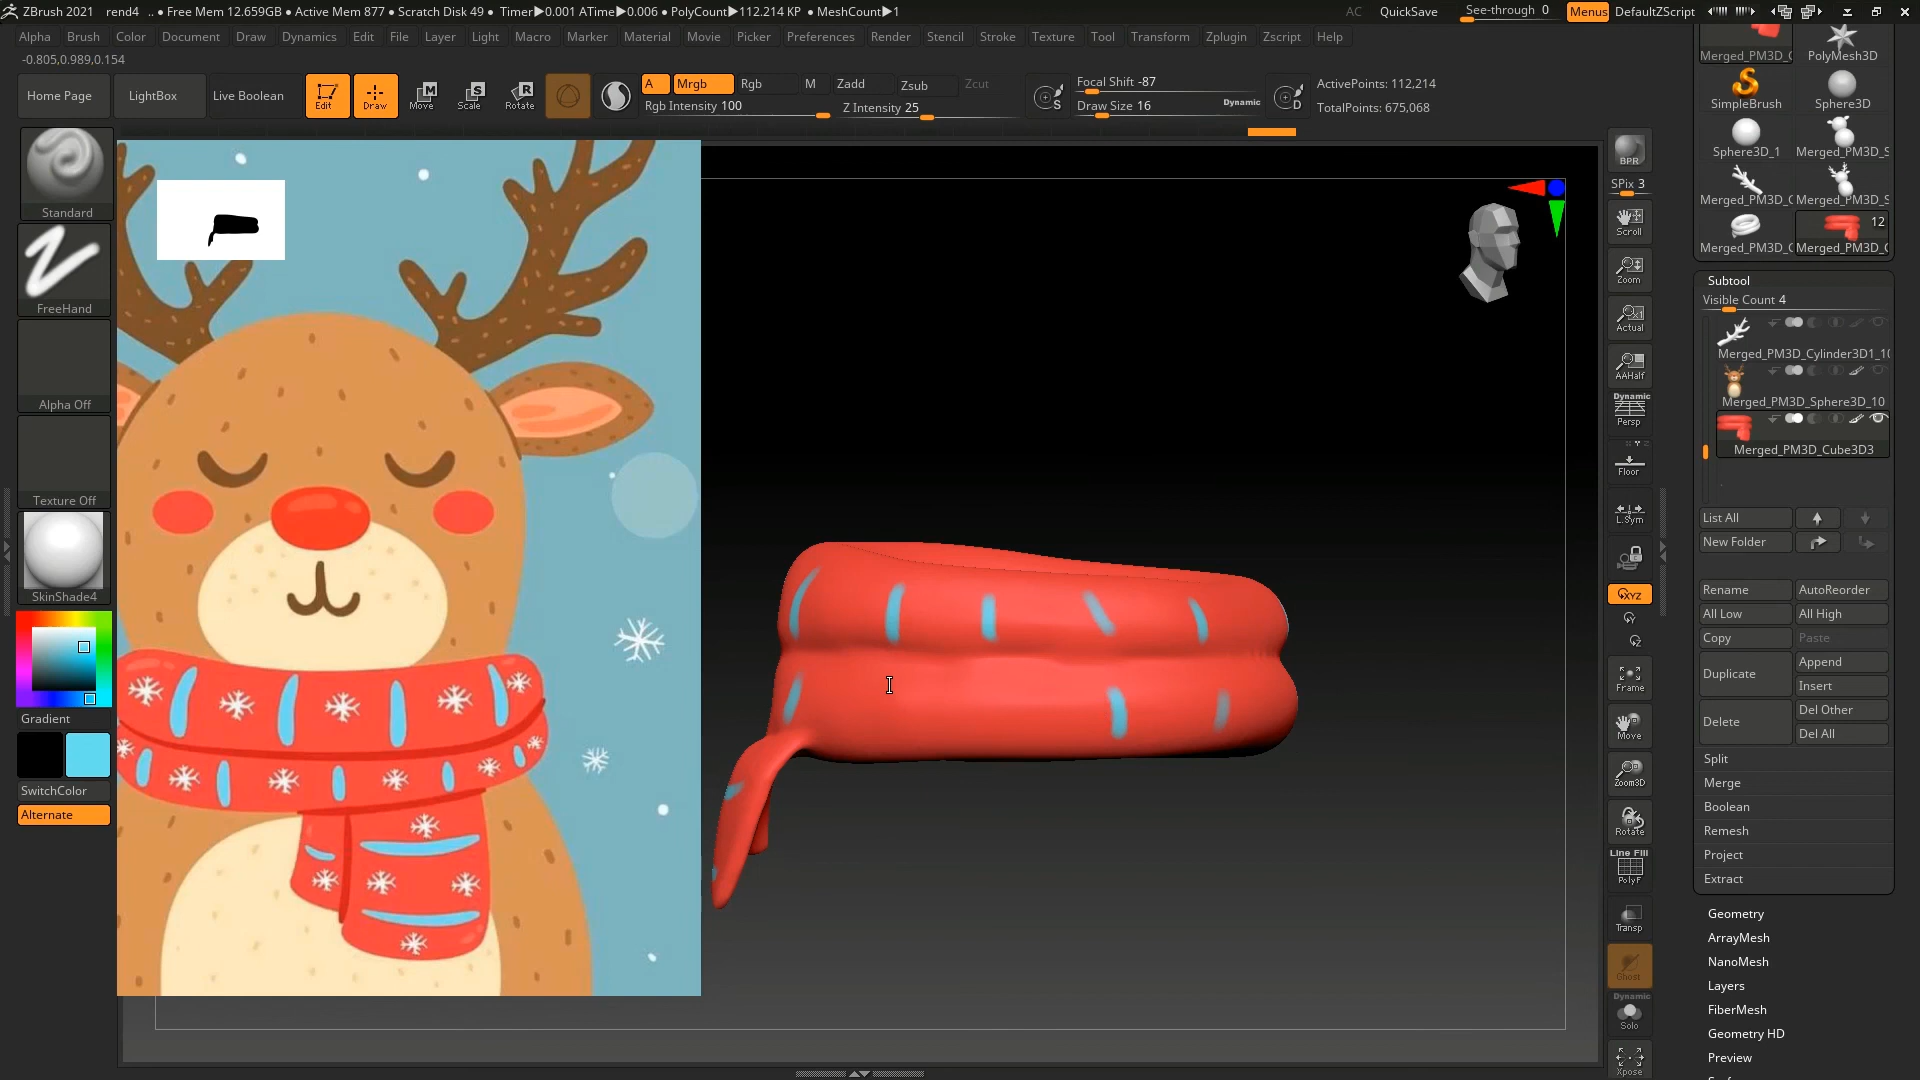 ZBrush 2021 rend4 .. • Free Mem 12.659GB • Active Mem 877 • Scratch Disk 49 • Timer▶0.001 ATime▶0.006 • PolyCount▶112.214 KP • MeshCount▶1
AC QuickSave See-through 0 Menus DefaultZScript
Alpha Brush Color Document Draw Dynamics Edit File Layer Light Macro Marker Material Movie Picker Preferences Render Stencil Stroke Texture Tool Transform Zplugin Zscript Help
-0.805,0.989,0.154
Home Page LightBox Live Boolean
Edit Draw Move Scale Rotate
A Mrgb Rgb M Zadd Zsub Zcut
Rgb Intensity 100 Z Intensity 25
S Focal Shift -87
Draw Size 16 Dynamic D
ActivePoints: 112,214
TotalPoints: 675,068
Standard
FreeHand
Alpha Off
Texture Off
SkinShade4
Gradient
SwitchColor
Alternate
BPR
SPix 3
Scroll
Zoom
Actual
AAHalf
Dynamic
Persp
Floor
L.Sym
XYZ
Frame
Move
Zoom3D
Rotate
Line Fill
PolyF
Transp
Ghost
Dynamic
Solo
Xpose
Merged_PM3D_C PolyMesh3D
SimpleBrush Sphere3D
Sphere3D_1 Merged_PM3D_S
Merged_PM3D_C Merged_PM3D_S
12
Merged_PM3D_C Merged_PM3D_C
Subtool
Visible Count 4
Merged_PM3D_Cylinder3D1_10
Merged_PM3D_Sphere3D_10
Merged_PM3D_Cube3D3
List All
New Folder
Rename AutoReorder
All Low All High
Copy Paste
Duplicate Append
Insert
Delete Del Other
Del All
Split
Merge
Boolean
Remesh
Project
Extract
Geometry
ArrayMesh
NanoMesh
Layers
FiberMesh
Geometry HD
Preview